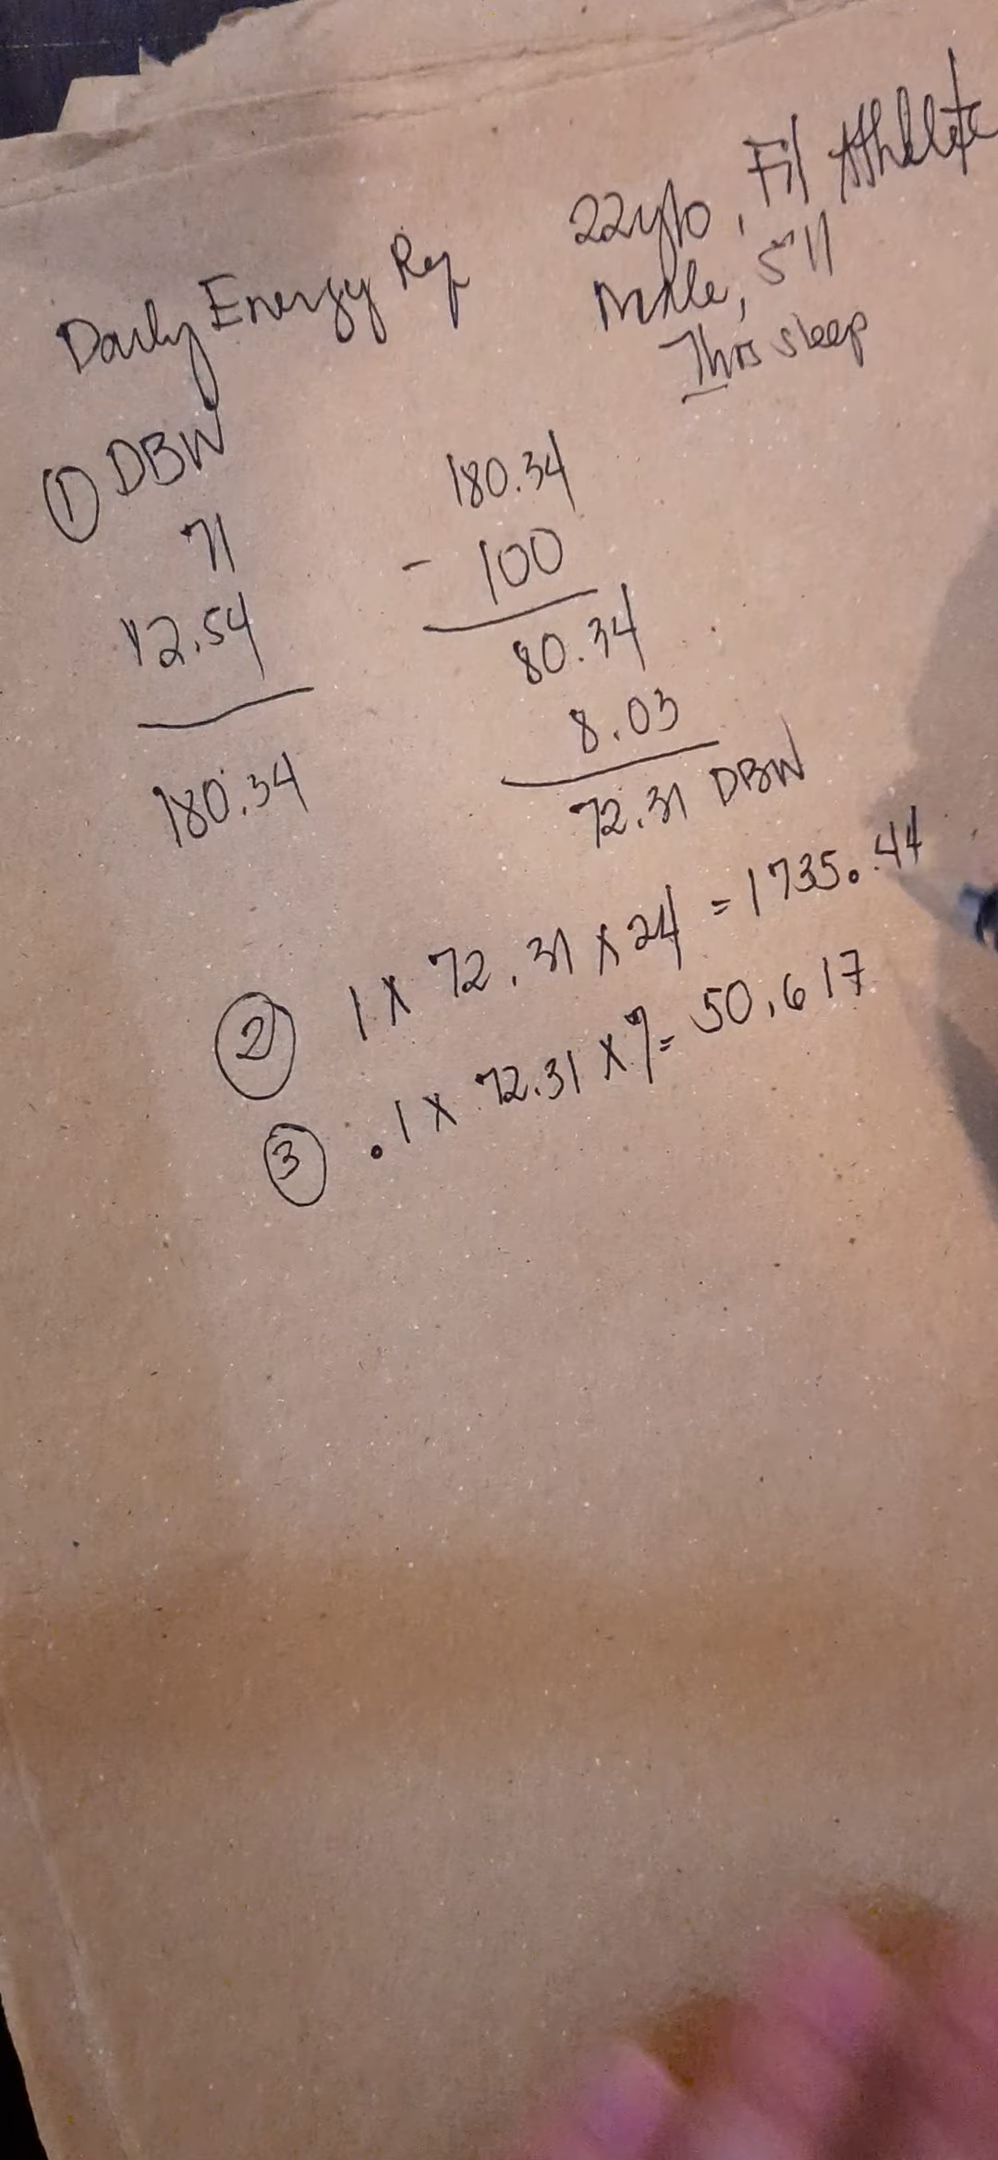 Daily Energy Req
22y/o, Fil Athlete
Male, 5'11
7hrs sleep
① DBW
71
x2.54
180.34
180.34
- 100
80.34
8.03
72.31 DBW
② 1 x 72.31 x 24 = 1735.44
③ .1 x 72.31 x 7 = 50.617